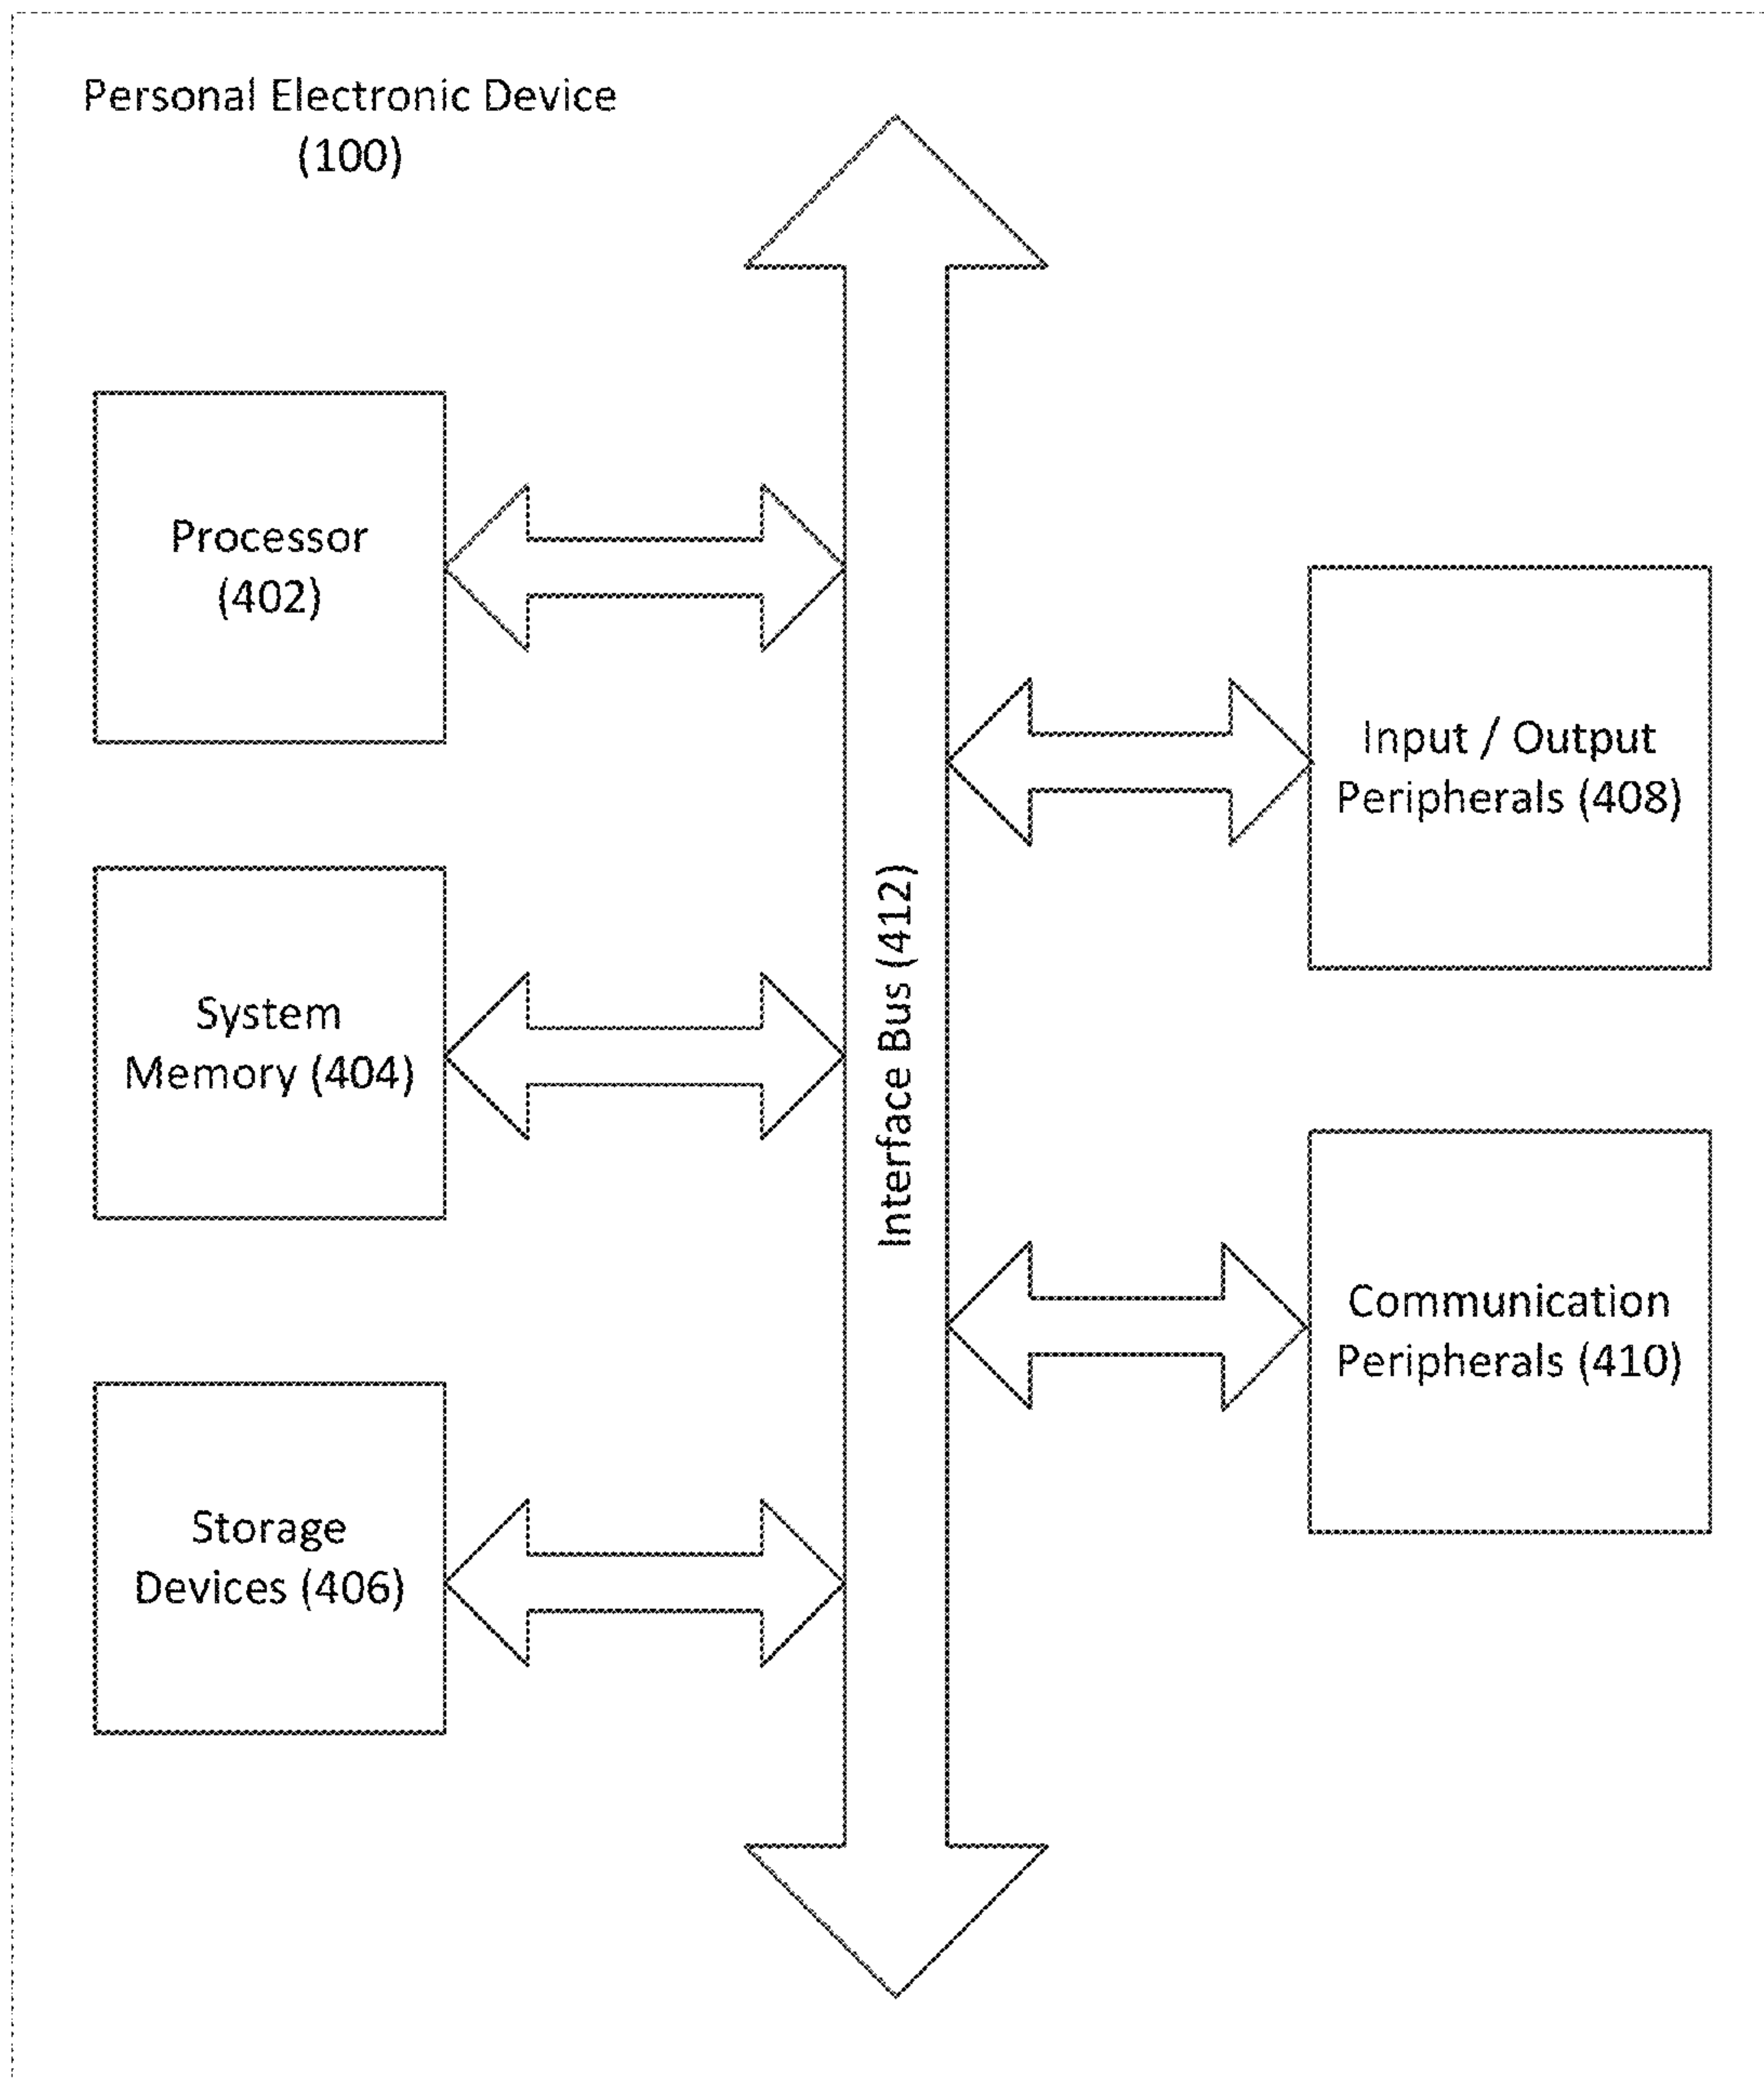 Personal Electronic Device
(100)
Processor
(402)
System
Memory (404)
Storage
Devices (406)
Interface Bus (412)
Input / Output
Peripherals (408)
Communication
Peripherals (410)